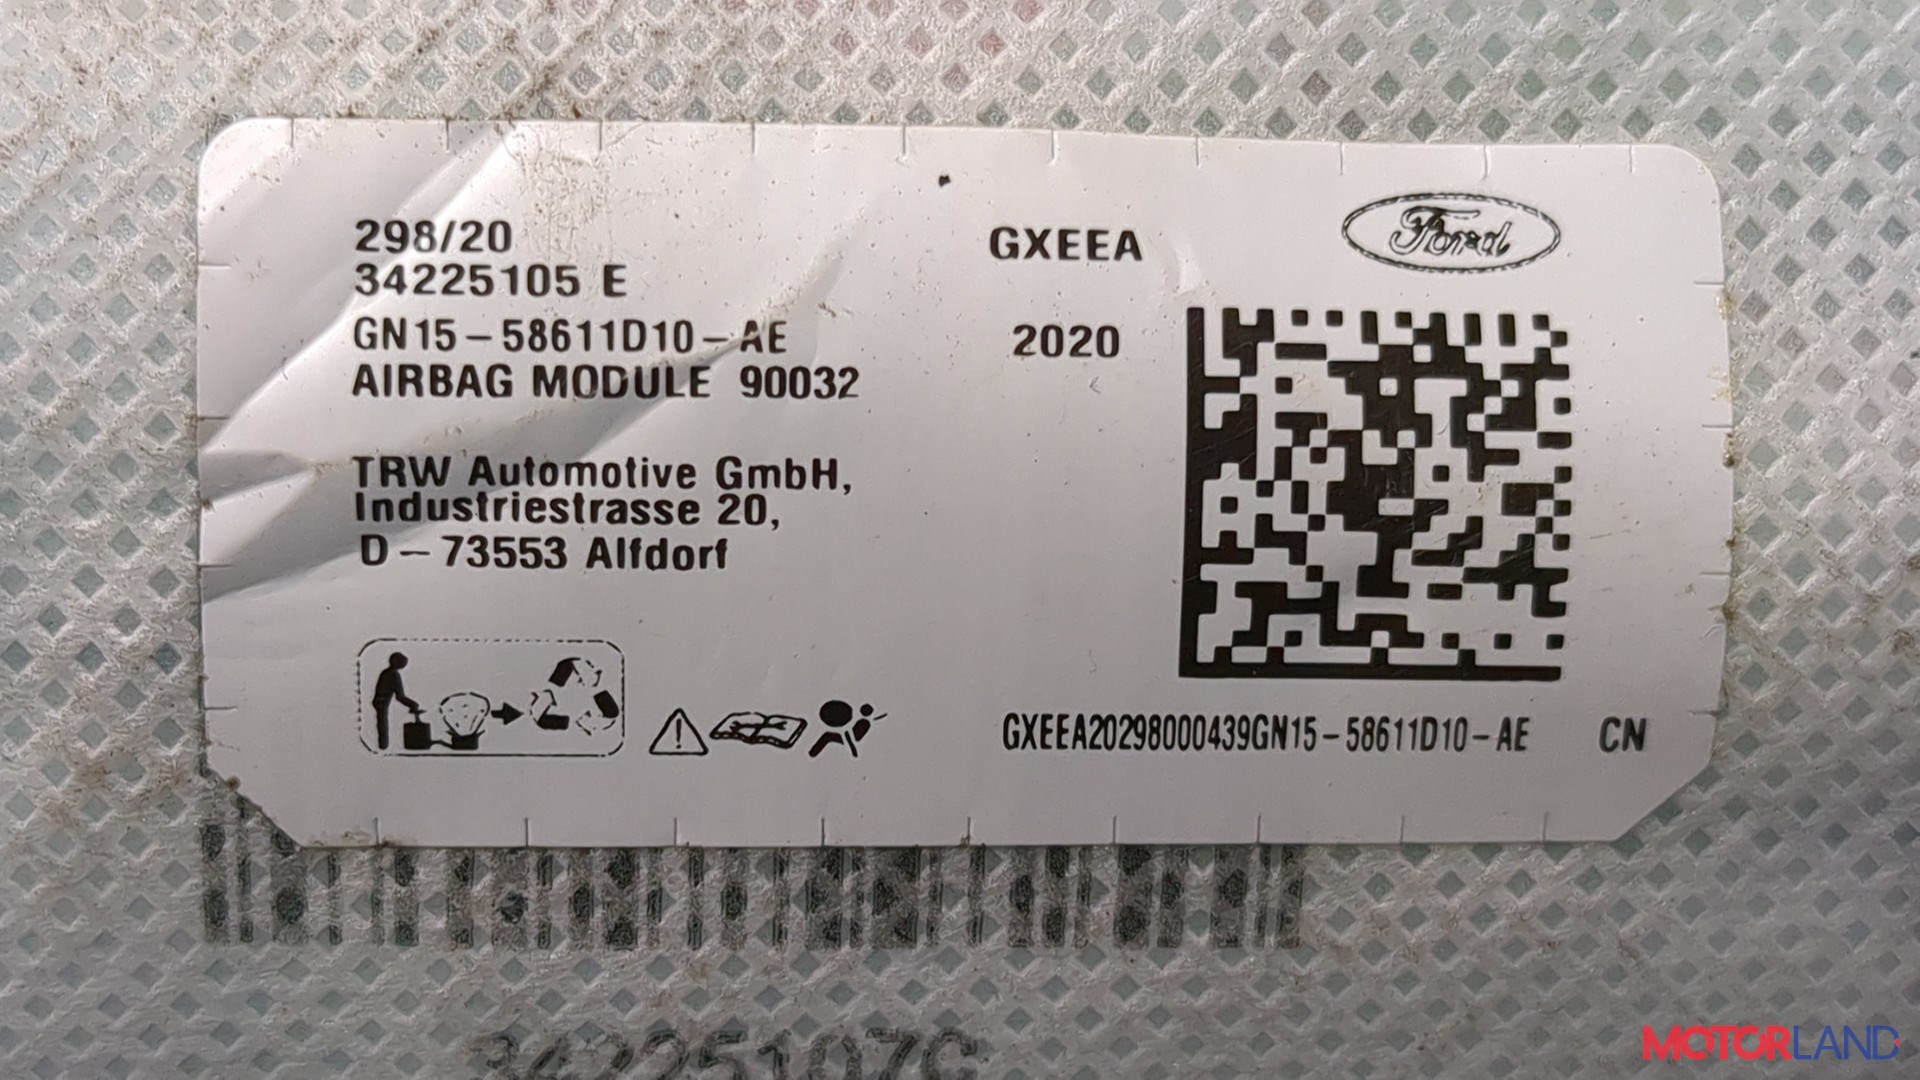 298/20
34225105 E
GN15-58611D10-AE
AIRBAG MODULE 90032
TRW Automotive GmbH,
Industriestrasse 20,
D-73553 Alfdorf
GXEEA
2020
Ford
GXEEA20298000439GN15-58611D10-AE CN
34225107C
MOTORLAND